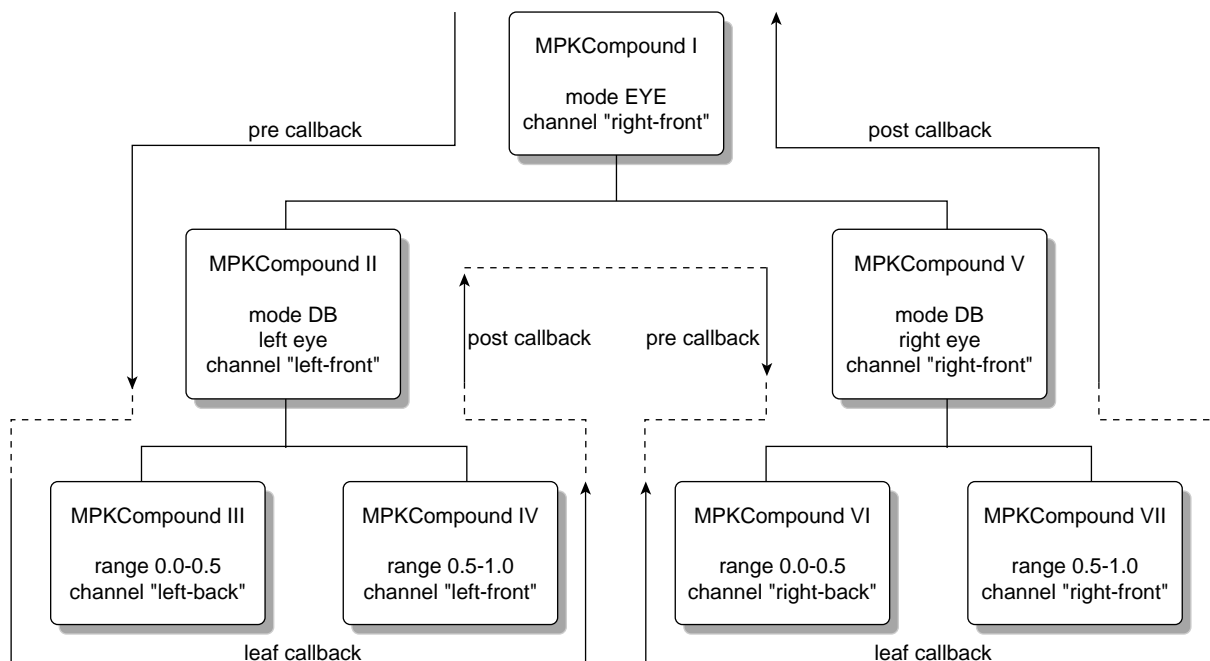 MPKCompound I
mode EYE
channel "right-front"
pre callback
post callback
MPKCompound II
mode DB
left eye
channel "left-front"
post callback
pre callback
MPKCompound V
mode DB
right eye
channel "right-front"
MPKCompound III
range 0.0-0.5
channel "left-back"
MPKCompound IV
range 0.5-1.0
channel "left-front"
MPKCompound VI
range 0.0-0.5
channel "right-back"
MPKCompound VII
range 0.5-1.0
channel "right-front"
leaf callback
leaf callback